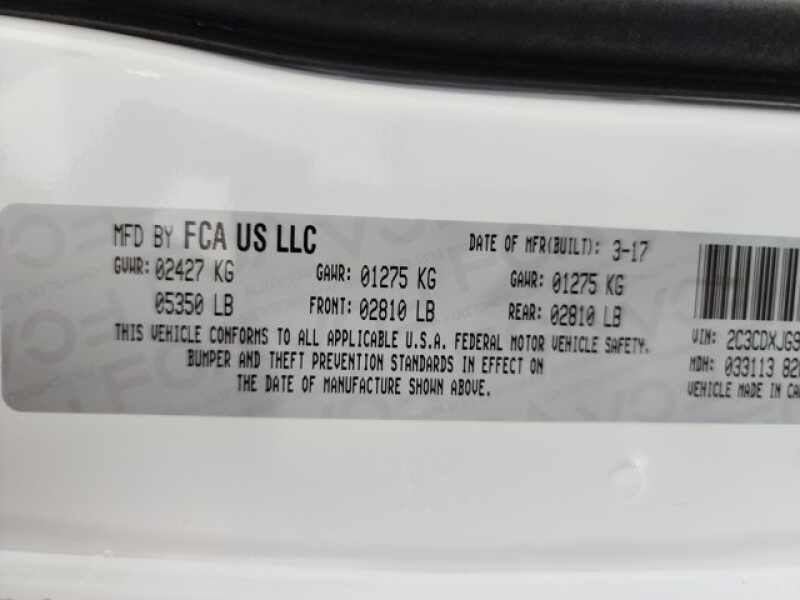 MFD BY FCA US LLC DATE OF MFR(BUILT): 3-17
GVWR: 02427 KG GAWR: 01275 KG GAWR: 01275 KG
05350 LB FRONT: 02810 LB REAR: 02810 LB
THIS VEHICLE CONFORMS TO ALL APPLICABLE U.S.A. FEDERAL MOTOR VEHICLE SAFETY,
BUMPER AND THEFT PREVENTION STANDARDS IN EFFECT ON
THE DATE OF MANUFACTURE SHOWN ABOVE.
VIN: 2C3CDXJG9
MDH: 033113 82
VEHICLE MADE IN CA